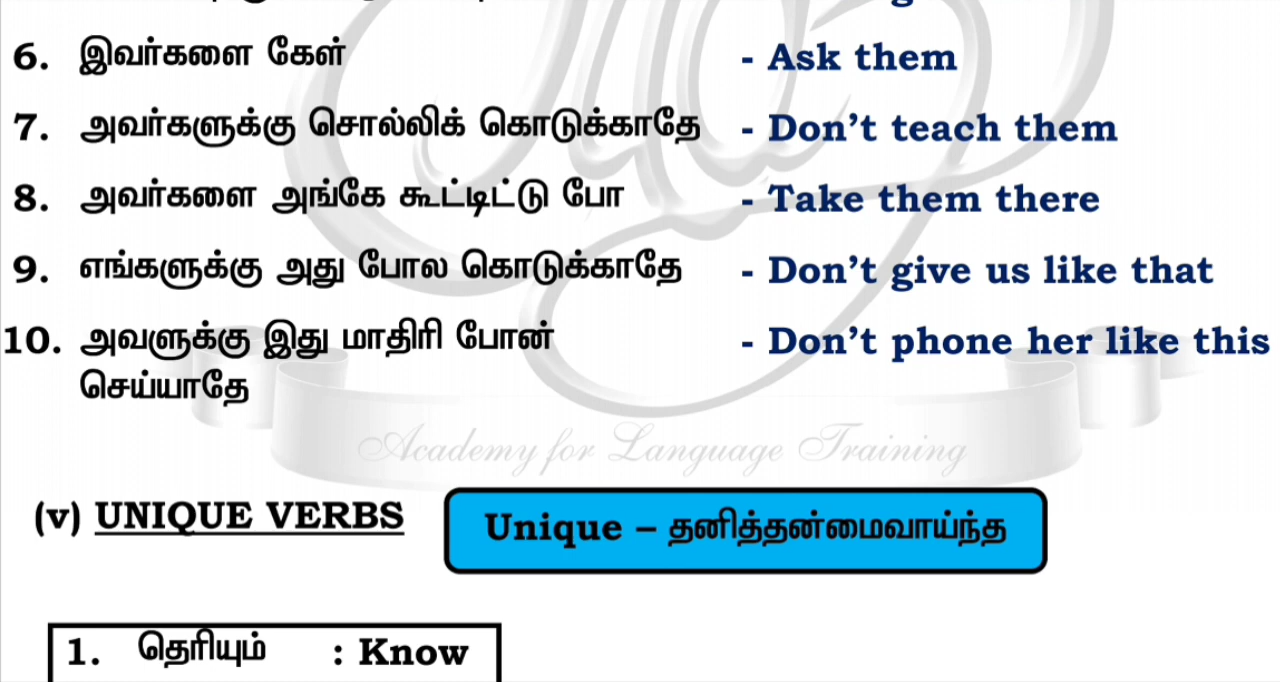 6. இவர்களை கேள் - Ask them
7. அவர்களுக்கு சொல்லிக் கொடுக்காதே - Don’t teach them
8. அவர்களை அங்கே கூட்டிட்டு போ - Take them there
9. எங்களுக்கு அது போல கொடுக்காதே - Don’t give us like that
10. அவளுக்கு இது மாதிரி போன் - Don’t phone her like this
செய்யாதே
Academy for Language Training
(v) UNIQUE VERBS Unique – தனித்தன்மைவாய்ந்த
1. தெரியும் : Know